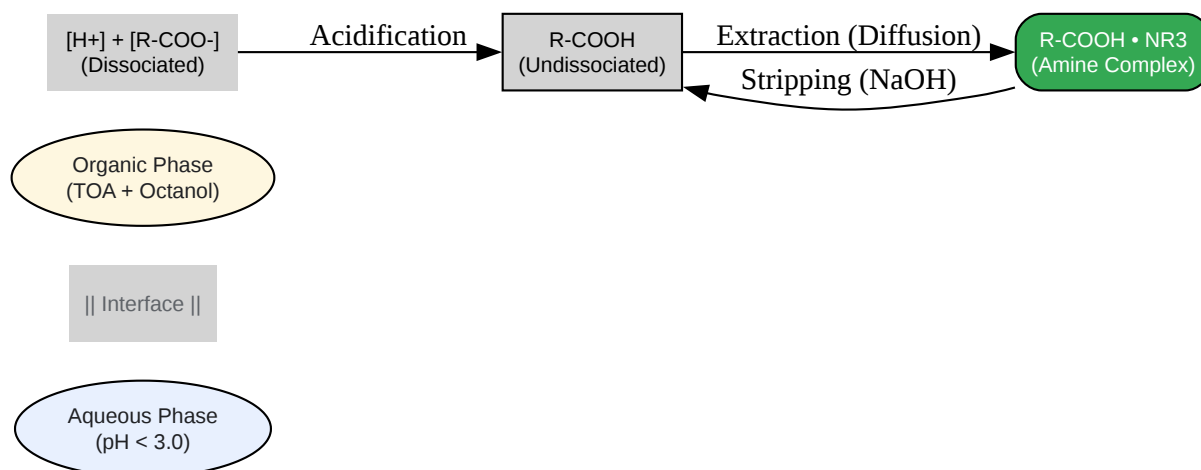 [H+] + [R-COO-]
(Dissociated)
Acidification
R-COOH
(Undissociated)
Extraction (Diffusion)
Stripping (NaOH)
R-COOH • NR3
(Amine Complex)
Organic Phase
(TOA + Octanol)
|| Interface ||
Aqueous Phase
(pH < 3.0)